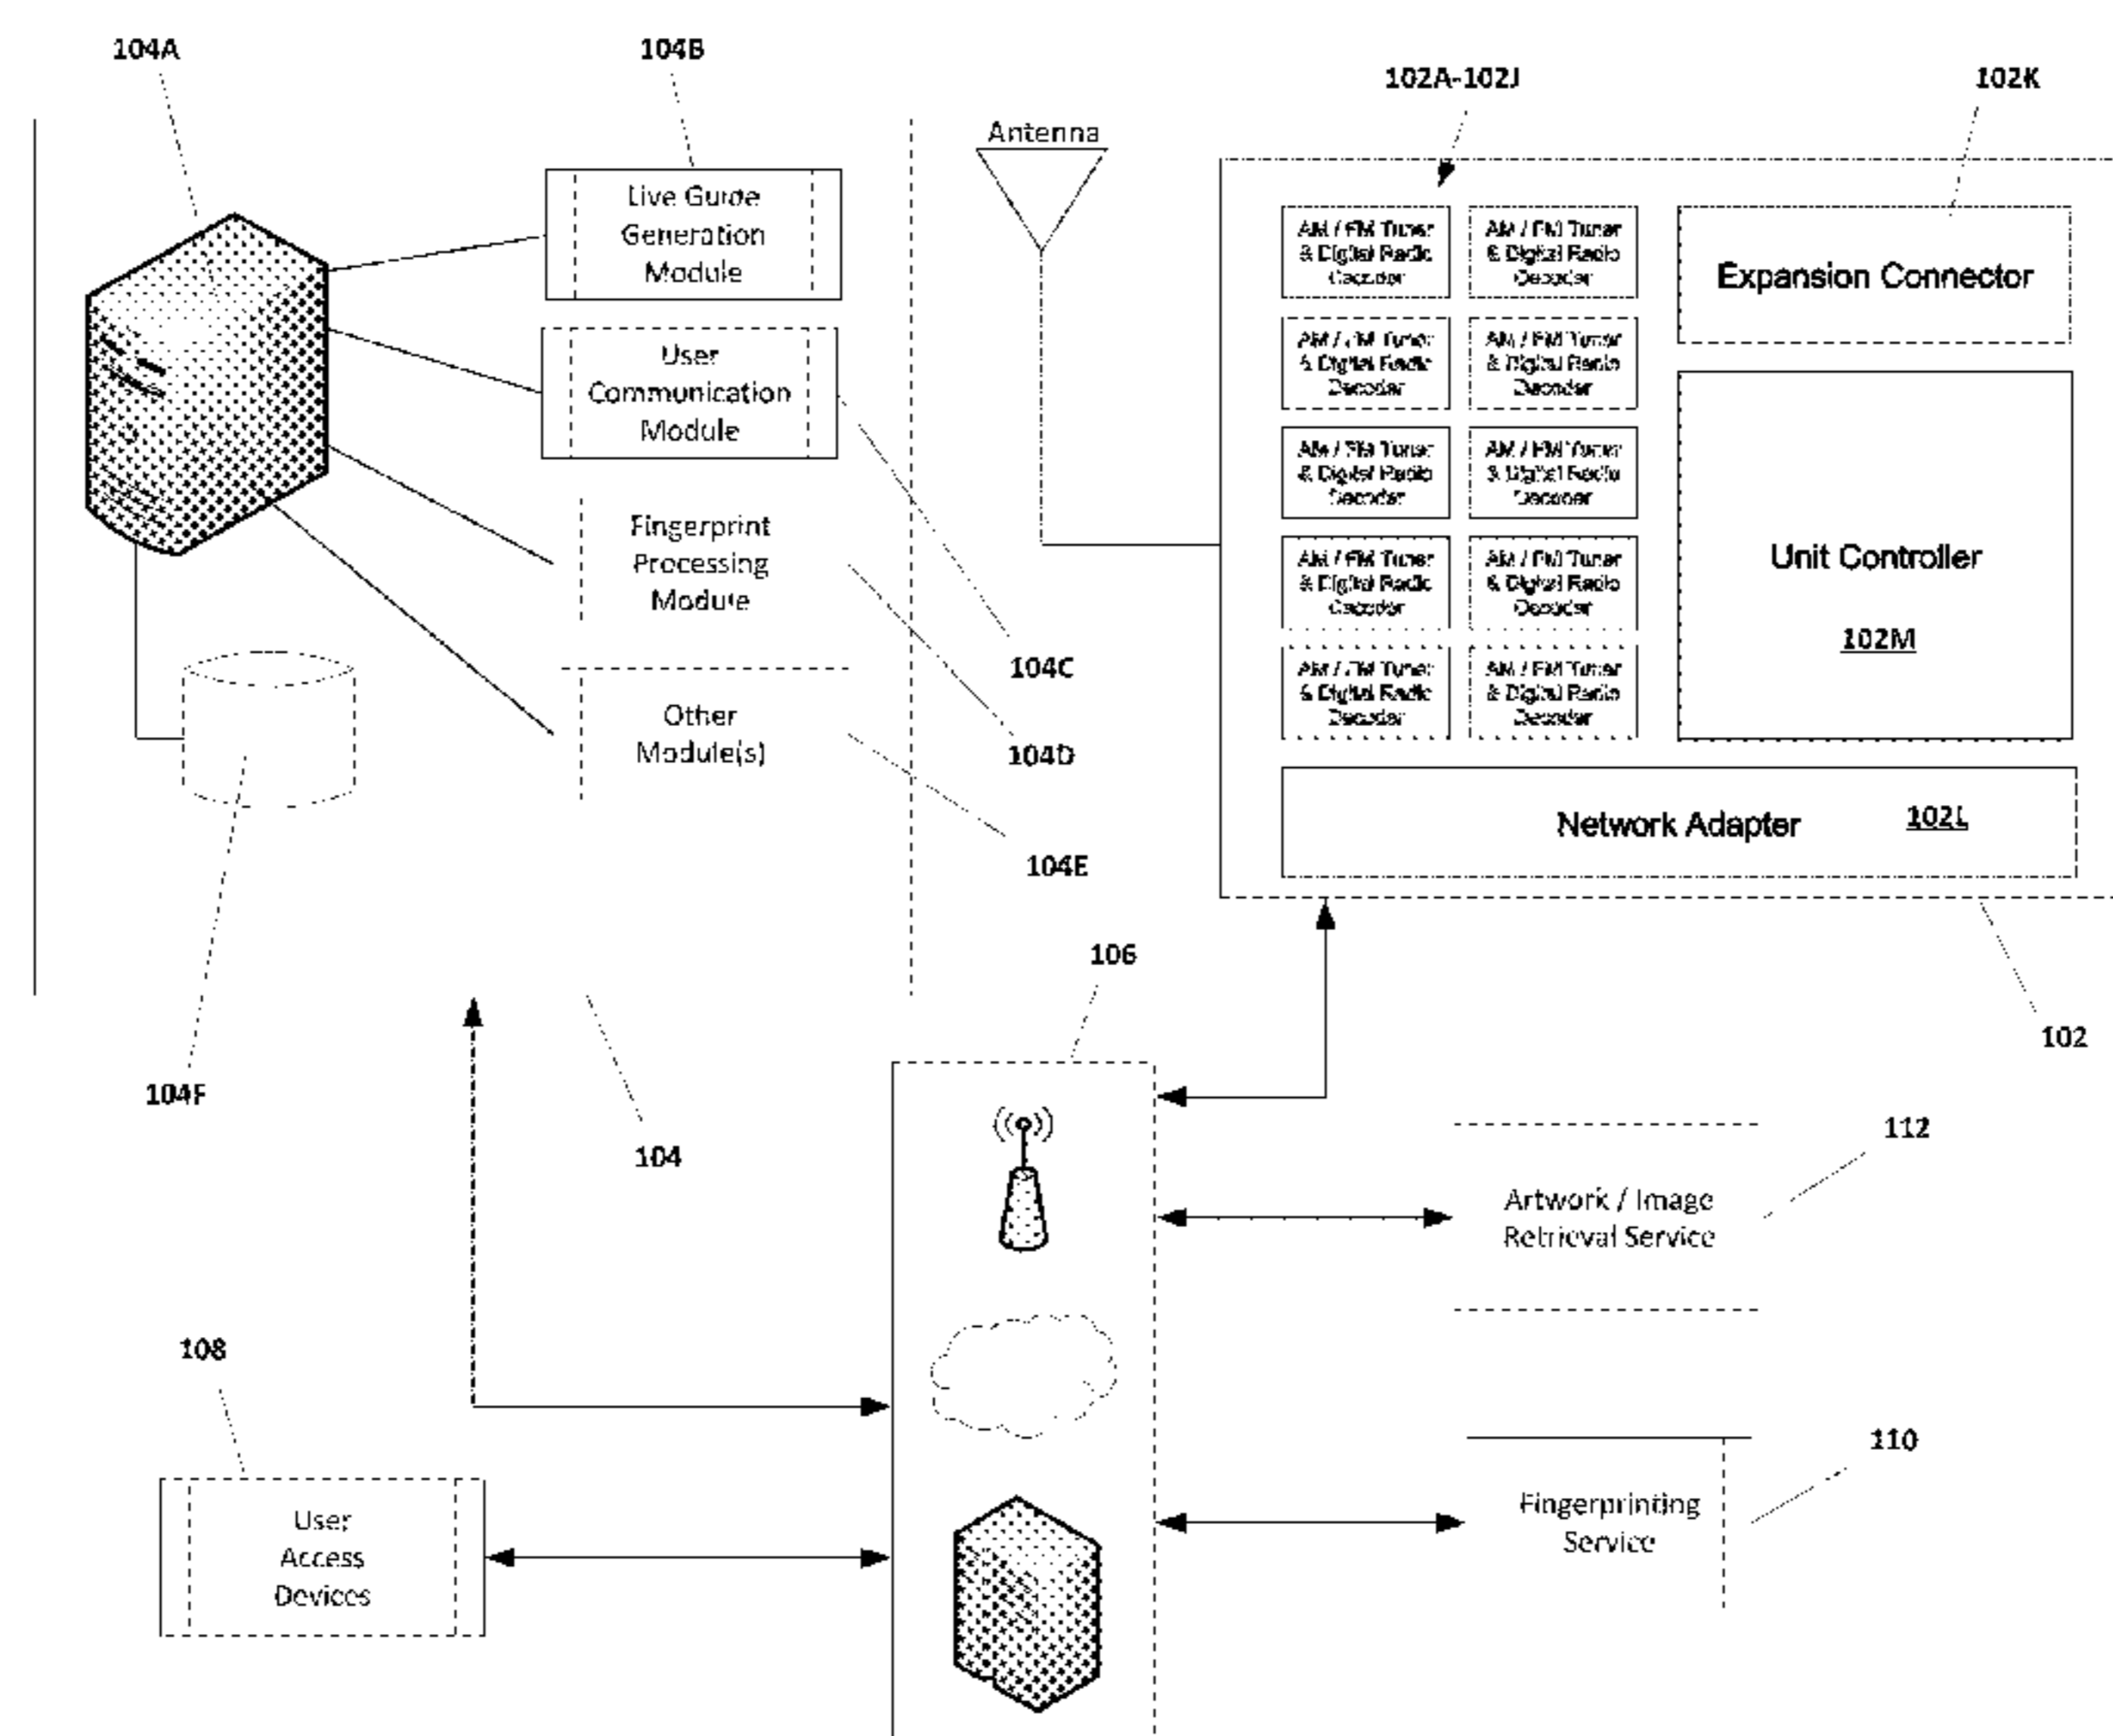 104A
104B
102A-102J
102K
Antenna
Live Guide
Generation
Module
User
Communication
Module
Fingerprint
Processing
Module
Other
Module(s)
AM / FM Tuner
& Digital Radio
Decoder
AM / FM Tuner
& Digital Radio
Decoder
AM / FM Tuner
& Digital Radio
Decoder
AM / FM Tuner
& Digital Radio
Decoder
AM / FM Tuner
& Digital Radio
Decoder
AM / FM Tuner
& Digital Radio
Decoder
AM / FM Tuner
& Digital Radio
Decoder
AM / FM Tuner
& Digital Radio
Decoder
AM / FM Tuner
& Digital Radio
Decoder
AM / FM Tuner
& Digital Radio
Decoder
Expansion Connector
Unit Controller
102M
Network Adapter 102L
104C
104D
104E
106
102
104F
104
112
Artwork / Image
Retrieval Service
108
110
User
Access
Devices
Fingerprinting
Service